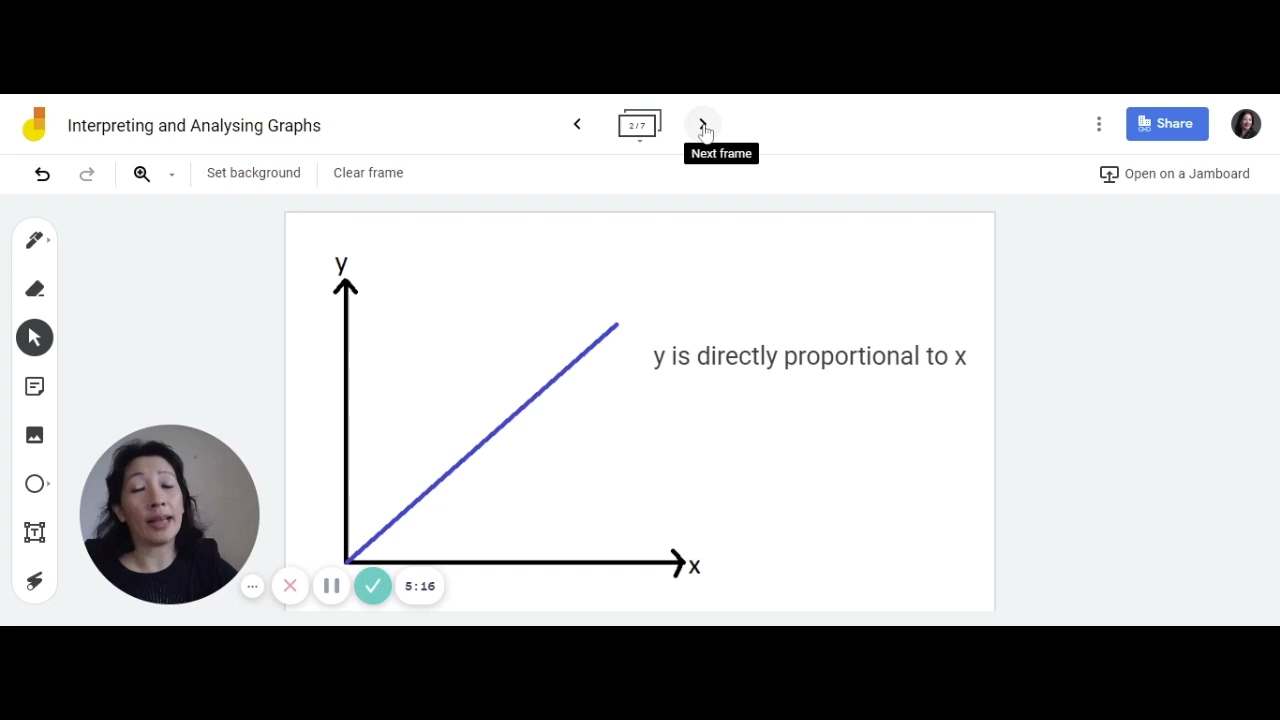 Interpreting and Analysing Graphs
2 / 7
Share
Next frame
Set background
Clear frame
Open on a Jamboard
y
y is directly proportional to x
x
5:16